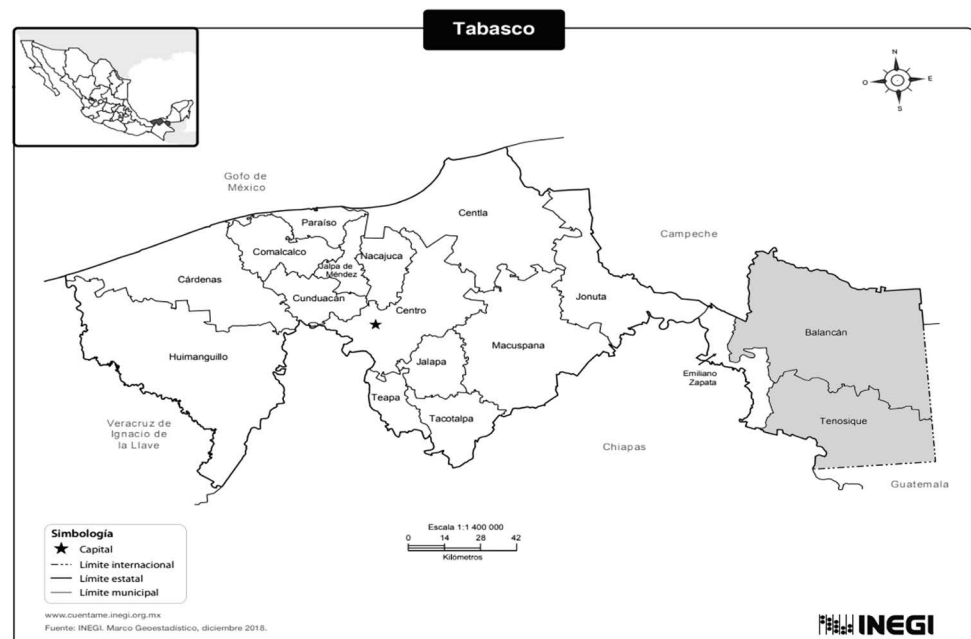 Tabasco
N
O
E
S
Gofo de
México
Centla
Paraíso
Campeche
Comalcalco
Nacajuca
Jalpa de
Méndez
Cárdenas
Cunduacán
Jonuta
Centro
Balancán
Macuspana
Huimanguillo
Jalapa
Emiliano
Zapata
Teapa
Tacotalpa
Tenosique
Veracruz de
Ignacio de
la Llave
Chiapas
Guatemala
Escala 1:1 400 000
0 14 28 42
Kilómetros
Simbología
Capital
Límite internacional
Límite estatal
Límite municipal
www.cuentame.inegi.org.mx
Fuente: INEGI. Marco Geoestadístico, diciembre 2018.
INEGI